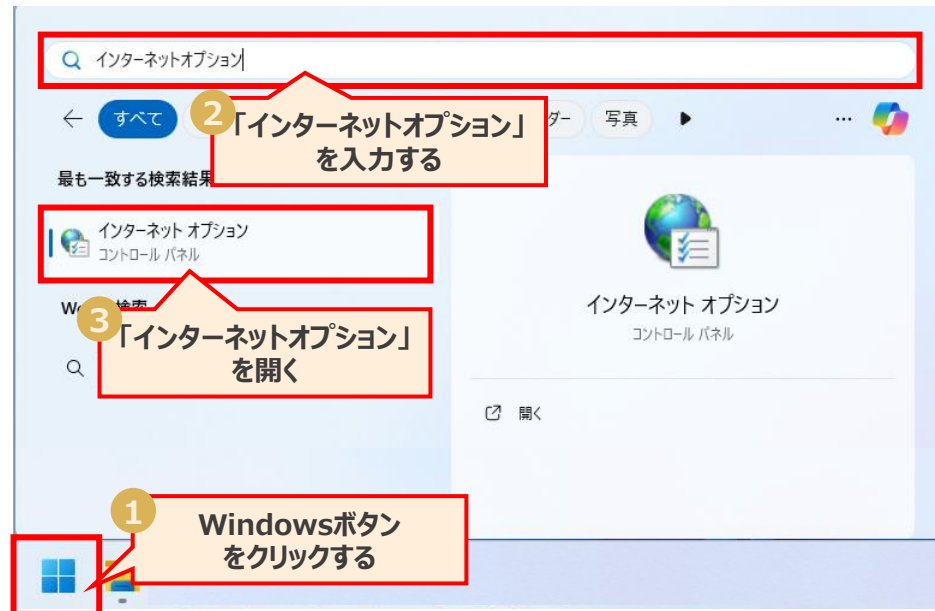 インターネットオプション
すべて
ダー
写真
...
2
「インターネットオプション」
を入力する
最も一致する検索結果
インターネット オプション
コントロール パネル
3
「インターネットオプション」
を開く
インターネット オプション
コントロール パネル
開く
1
Windowsボタン
をクリックする